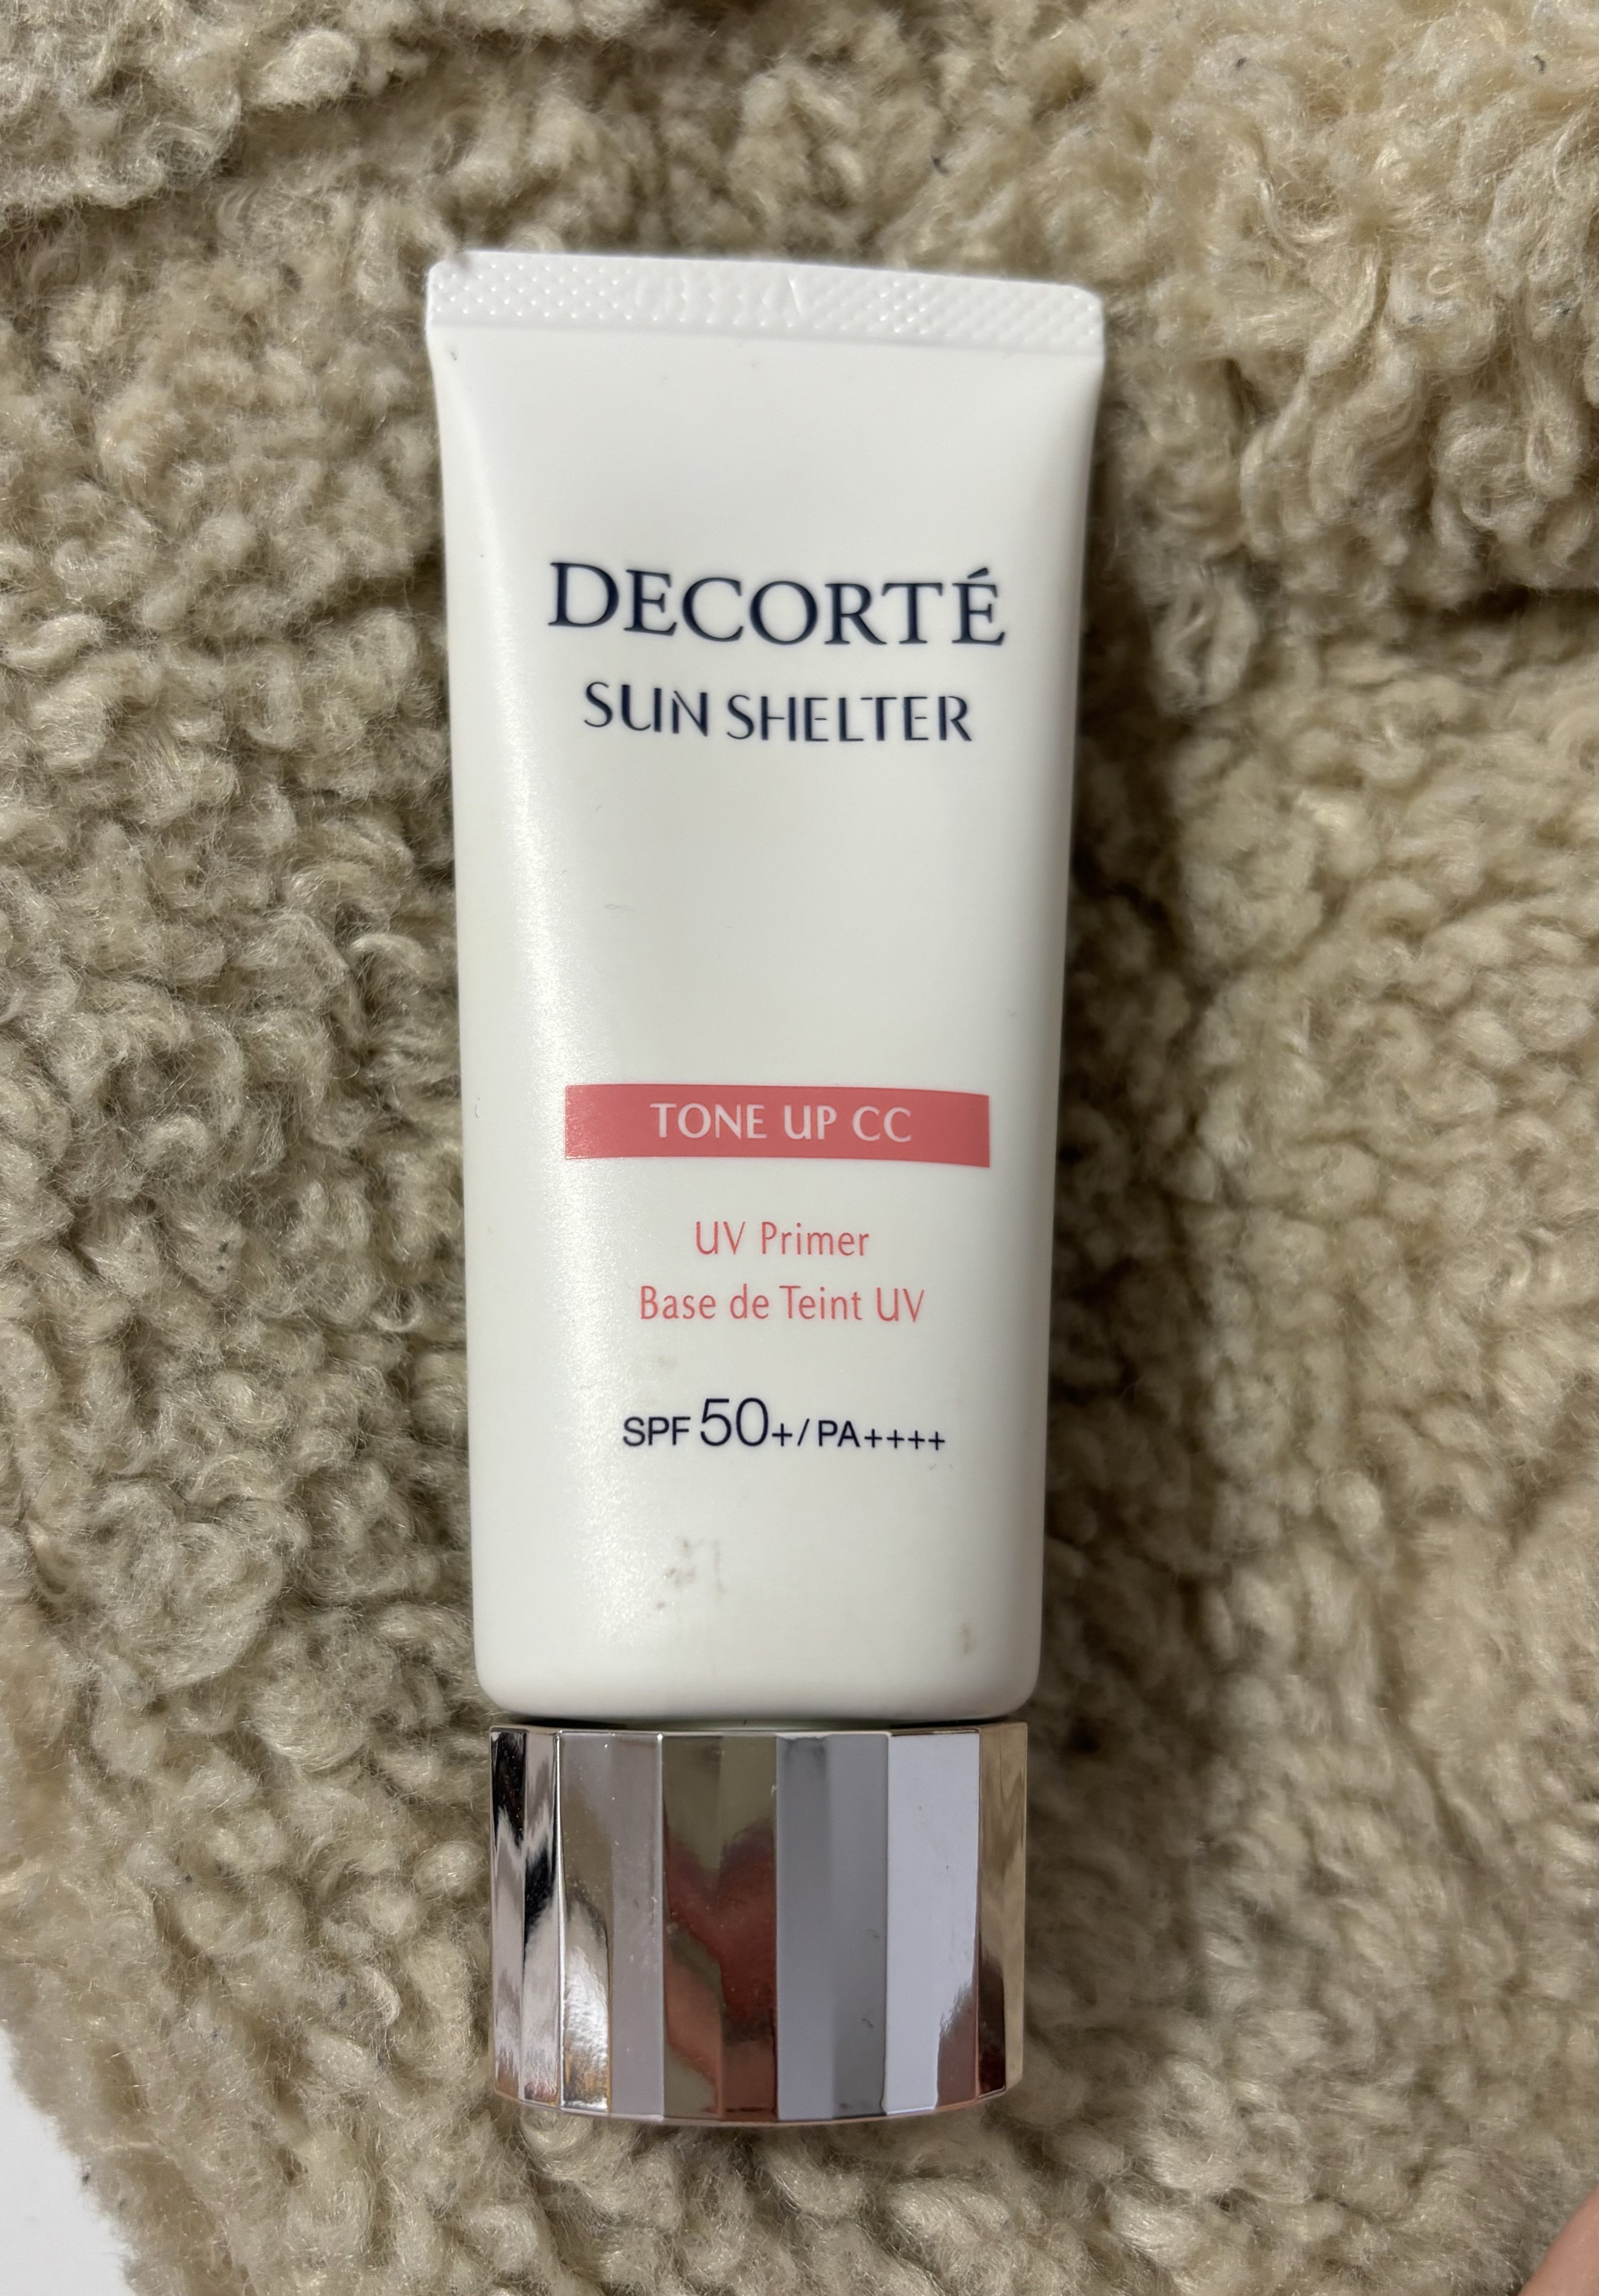 DECORTÉ
SUN SHELTER
TONE UP CC
UV Primer
Base de Teint UV
SPF 50+/PA++++